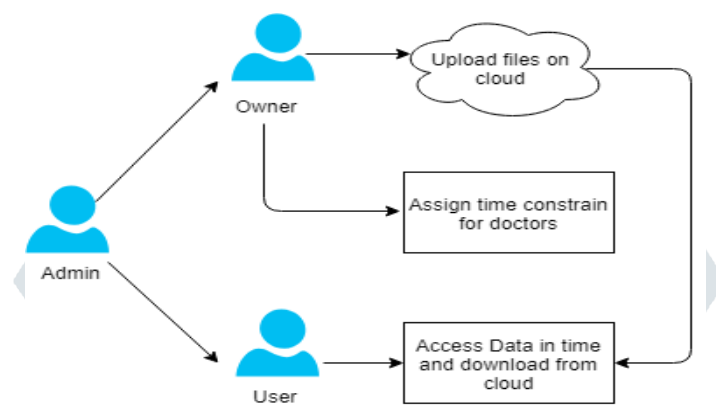 Upload files on
cloud
Owner
Assign time constrain
for doctors
Admin
Access Data in time
and download from
cloud
User